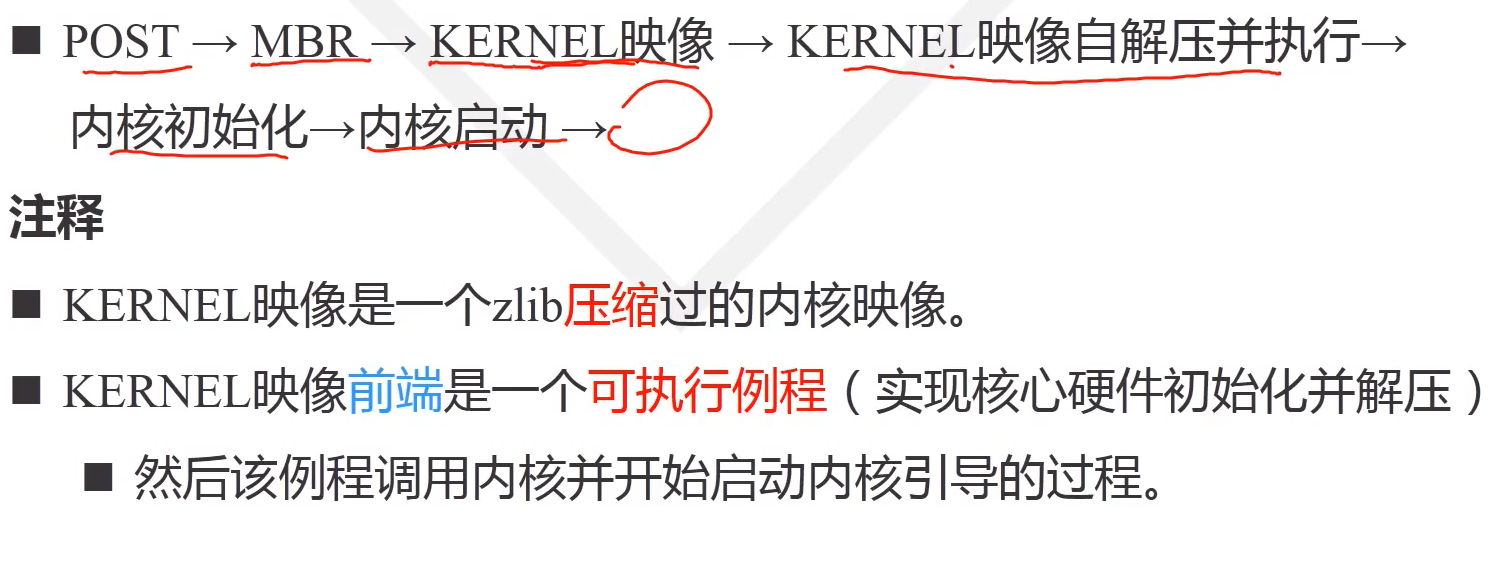 ■ POST → MBR → KERNEL映像 → KERNEL映像自解压并执行→
内核初始化→内核启动 →
注释
■ KERNEL映像是一个zlib压缩过的内核映像。
■ KERNEL映像前端是一个可执行例程（实现核心硬件初始化并解压）
■ 然后该例程调用内核并开始启动内核引导的过程。